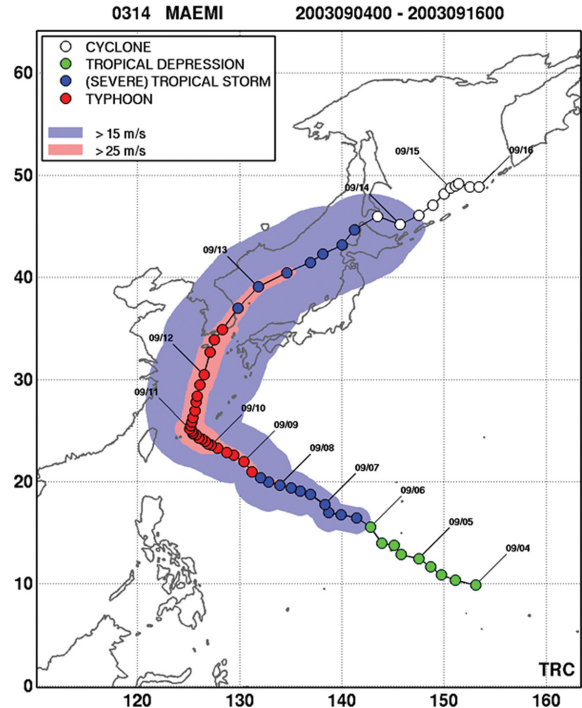 0314 MAEMI 2003090400 - 2003091600
CYCLONE
TROPICAL DEPRESSION
(SEVERE) TROPICAL STORM
TYPHOON
> 15 m/s
> 25 m/s
60
50
40
30
20
10
0
09/15
09/16
09/14
09/13
09/12
09/11
09/10
09/09
09/08
09/07
09/06
09/05
09/04
TRC
120 130 140 150 160